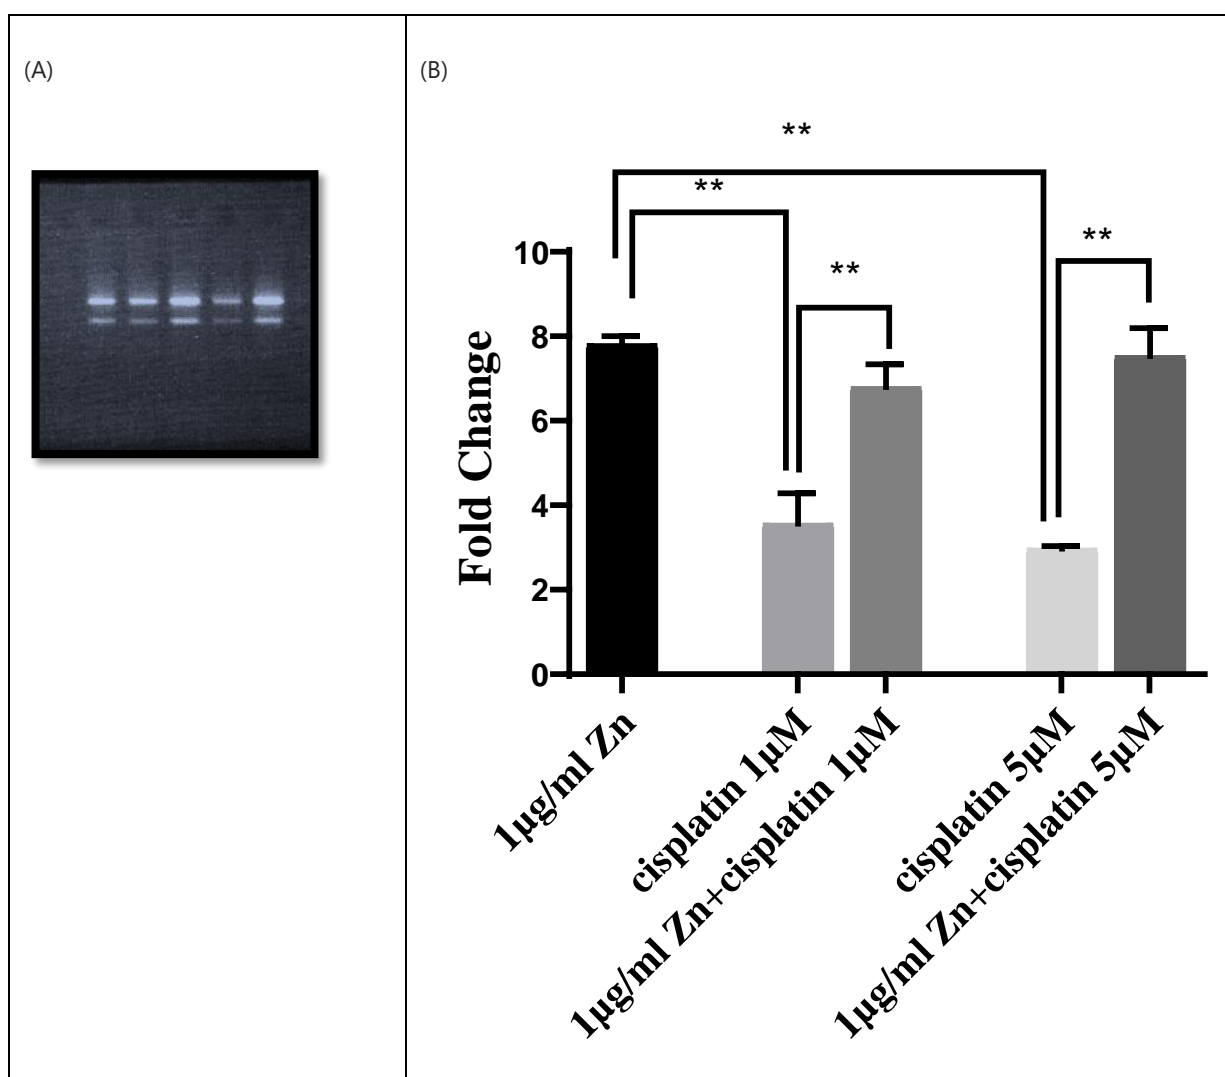 (A)
(B)
**
**
**
**
10
8
6
4
2
0
Fold Change
1µg/ml Zn
cisplatin 1µM
1µg/ml Zn+cisplatin 1µM
cisplatin 5µM
1µg/ml Zn+cisplatin 5µM